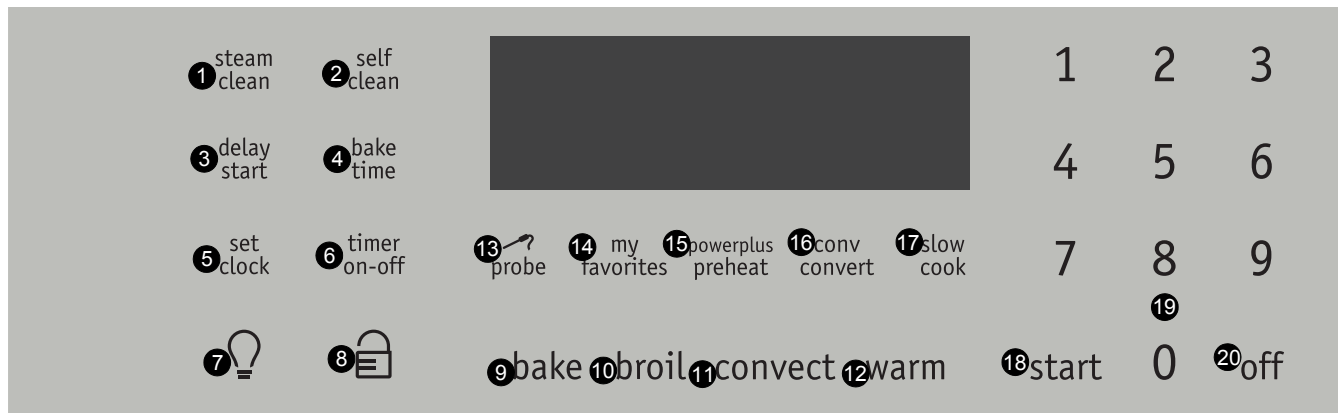 1 steam clean
2 self clean
1 2 3
3 delay start
4 bake time
4 5 6
5 set clock
6 timer on-off
13 probe
14 my favorites
15 powerplus preheat
16 conv convert
17 slow cook
7 8 9
19
7
8
9 bake 10 broil 11 convect 12 warm
18 start 0 20 off